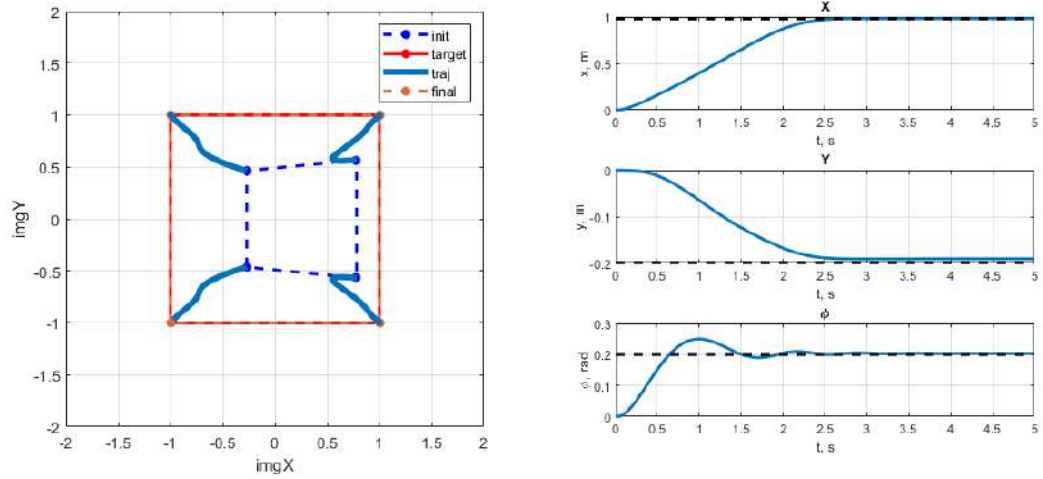 2
1.5
1
0.5
0
-0.5
-1
-1.5
-2
imgY
-2 -1.5 -1 -0.5 0 0.5 1 1.5 2
imgX
init
target
traj
final
X
1
0.5
0
x, m
0 0.5 1 1.5 2 2.5 3 3.5 4 4.5 5
t, s
Y
0
-0.1
-0.2
y, m
0 0.5 1 1.5 2 2.5 3 3.5 4 4.5 5
t, s
ϕ
0.3
0.2
0.1
0
ϕ, rad
0 0.5 1 1.5 2 2.5 3 3.5 4 4.5 5
t, s